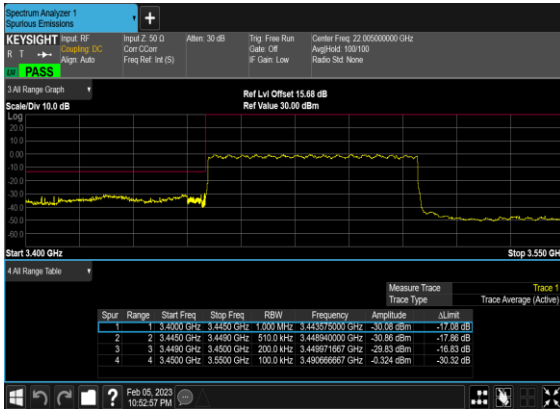 Spectrum Analyzer 1
Spurious Emissions
+
KEYSIGHT Input: RF Input Z: 50 Ω Atten: 30 dB Trig: Free Run Center Freq: 22.005000000 GHz
R T Coupling: DC Corr CCorr Gate: Off Avg|Hold: 100/100
Align: Auto Freq Ref: Int (S) IF Gain: Low Radio Std: None
PASS
3 All Range Graph
Ref Lvl Offset 15.68 dB
Scale/Div 10.0 dB Ref Value 30.00 dBm
Log
20.0
10.0
0.00
-10.0
-20.0
-30.0
-40.0
-50.0
-60.0
Start 3.400 GHz Stop 3.550 GH
4 All Range Table
Measure Trace Trace 1
Trace Type Trace Average (Active)
Spur Range Start Freq Stop Freq RBW Frequency Amplitude ΔLimit
1 1 3.4000 GHz 3.4450 GHz 1.000 MHz 3.443575000 GHz -30.08 dBm -17.08 dB
2 2 3.4450 GHz 3.4490 GHz 510.0 kHz 3.448940000 GHz -30.86 dBm -17.86 dB
3 3 3.4490 GHz 3.4500 GHz 200.0 kHz 3.449971667 GHz -29.83 dBm -16.83 dB
4 4 3.4500 GHz 3.5500 GHz 100.0 kHz 3.490666667 GHz -0.324 dBm -30.32 dB
? Feb 05, 2023
10:52:57 PM